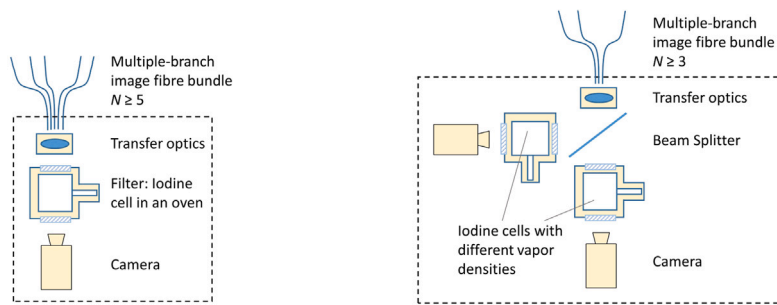 Multiple-branch
image fibre bundle
N ≥ 5
Transfer optics
Filter: Iodine
cell in an oven
Camera
Multiple-branch
image fibre bundle
N ≥ 3
Transfer optics
Beam Splitter
Iodine cells with
different vapor
densities
Camera